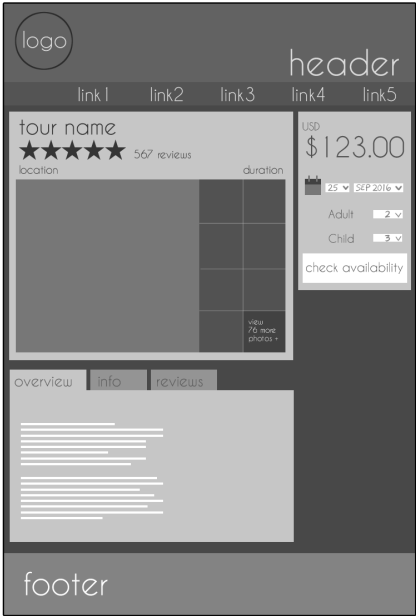 logo
header
link1 link2 link3 link4 link5
tour name
567 reviews
location duration
view
76 more
photos +
USD
$123.00
25 SEP 2016
Adult 2
Child 3
check availability
overview info reviews
footer